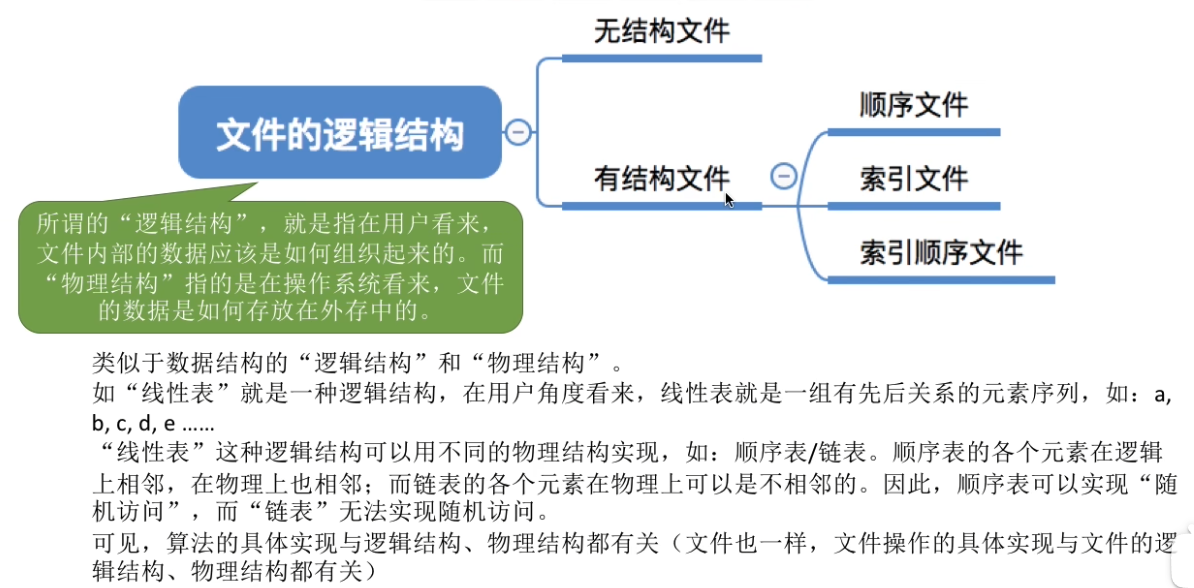 无结构文件
文件的逻辑结构
顺序文件
有结构文件
索引文件
索引顺序文件
所谓的“逻辑结构”，就是指在用户看来，
文件内部的数据应该是如何组织起来的。而
“物理结构”指的是在操作系统看来，文件
的数据是如何存放在外存中的。
类似于数据结构的“逻辑结构”和“物理结构”。
如“线性表”就是一种逻辑结构，在用户角度看来，线性表就是一组有先后关系的元素序列，如：a,
b, c, d, e ……
“线性表”这种逻辑结构可以用不同的物理结构实现，如：顺序表/链表。顺序表的各个元素在逻辑
上相邻，在物理上也相邻；而链表的各个元素在物理上可以是不相邻的。因此，顺序表可以实现“随
机访问”，而“链表”无法实现随机访问。
可见，算法的具体实现与逻辑结构、物理结构都有关（文件也一样，文件操作的具体实现与文件的逻
辑结构、物理结构都有关）